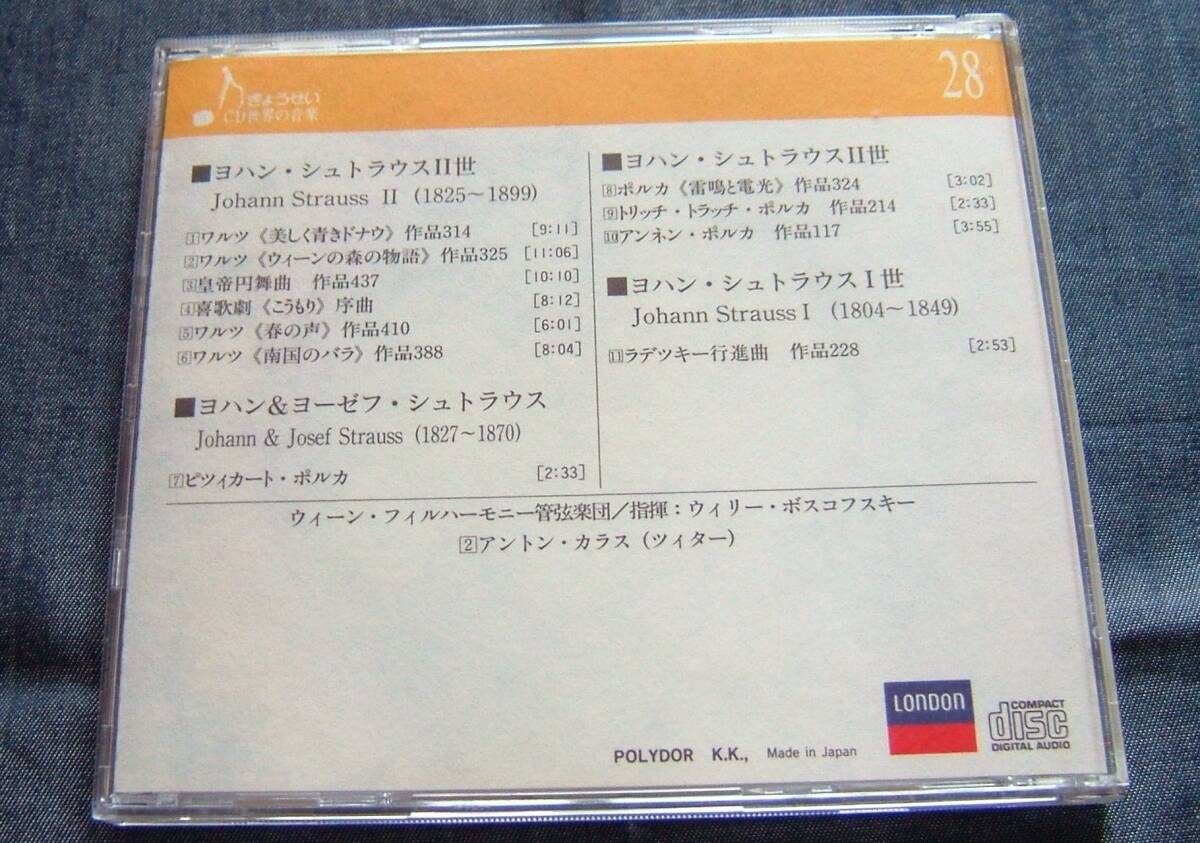 ぎょうせい
CD世界の音楽
28
■ヨハン・シュトラウスII世
Johann Strauss II (1825〜1899)
1ワルツ《美しく青きドナウ》作品314 [9:11]
2ワルツ《ウィーンの森の物語》作品325 [11:06]
3皇帝円舞曲 作品437 [10:10]
4喜歌劇《こうもり》序曲 [8:12]
5ワルツ《春の声》作品410 [6:01]
6ワルツ《南国のバラ》作品388 [8:04]
■ヨハン&ヨーゼフ・シュトラウス
Johann & Josef Strauss (1827〜1870)
7ピツィカート・ポルカ [2:33]
■ヨハン・シュトラウスII世
8ポルカ《雷鳴と電光》作品324 [3:02]
9トリッチ・トラッチ・ポルカ 作品214 [2:33]
10アンネン・ポルカ 作品117 [3:55]
■ヨハン・シュトラウスI世
Johann Strauss I (1804〜1849)
11ラデツキー行進曲 作品228 [2:53]
ウィーン・フィルハーモニー管弦楽団/指揮:ウィリー・ボスコフスキー
2アントン・カラス(ツィター)
LONDON
COMPACT
disc
DIGITAL AUDIO
POLYDOR K.K., Made in Japan